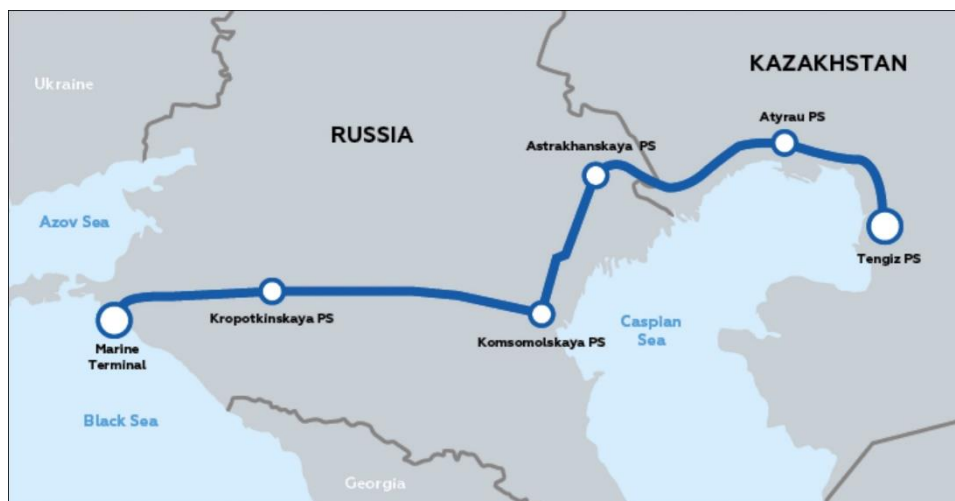 Ukraine
KAZAKHSTAN
Atyrau PS
RUSSIA
Astrakhanskaya PS
Azov Sea
Tengiz PS
Kropotkinskaya PS
Caspian
Sea
Komsomolskaya PS
Marine
Terminal
Black Sea
Georgia